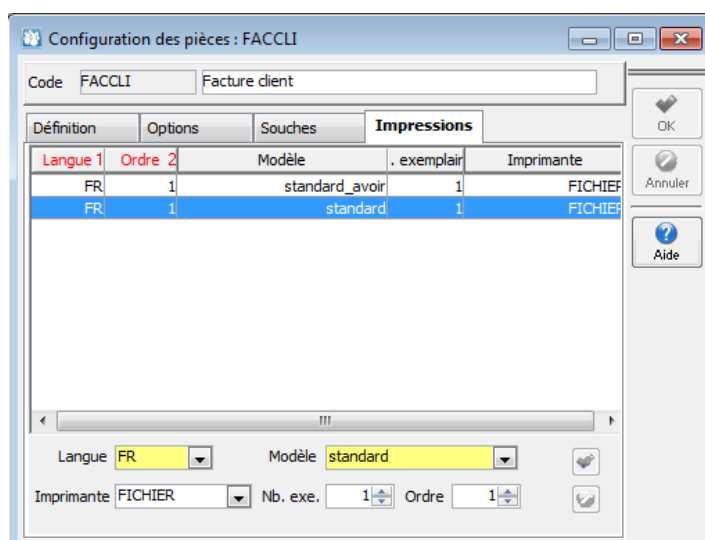 Configuration des pièces : FACCLI
Code FACCLI Facture client
Définition Options Souches Impressions
OK
Langue 1 Ordre 2 Modèle . exemplair Imprimante
FR 1 standard_avoir 1 FICHIER
Annuler
FR 1 standard 1 FICHIER
Aide
Langue FR Modèle standard
Imprimante FICHIER Nb. exe. 1 Ordre 1